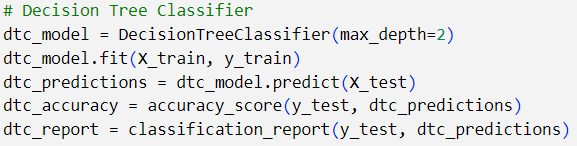 # Decision Tree Classifier
dtc_model = DecisionTreeClassifier(max_depth=2)
dtc_model.fit(X_train, y_train)
dtc_predictions = dtc_model.predict(X_test)
dtc_accuracy = accuracy_score(y_test, dtc_predictions)
dtc_report = classification_report(y_test, dtc_predictions)